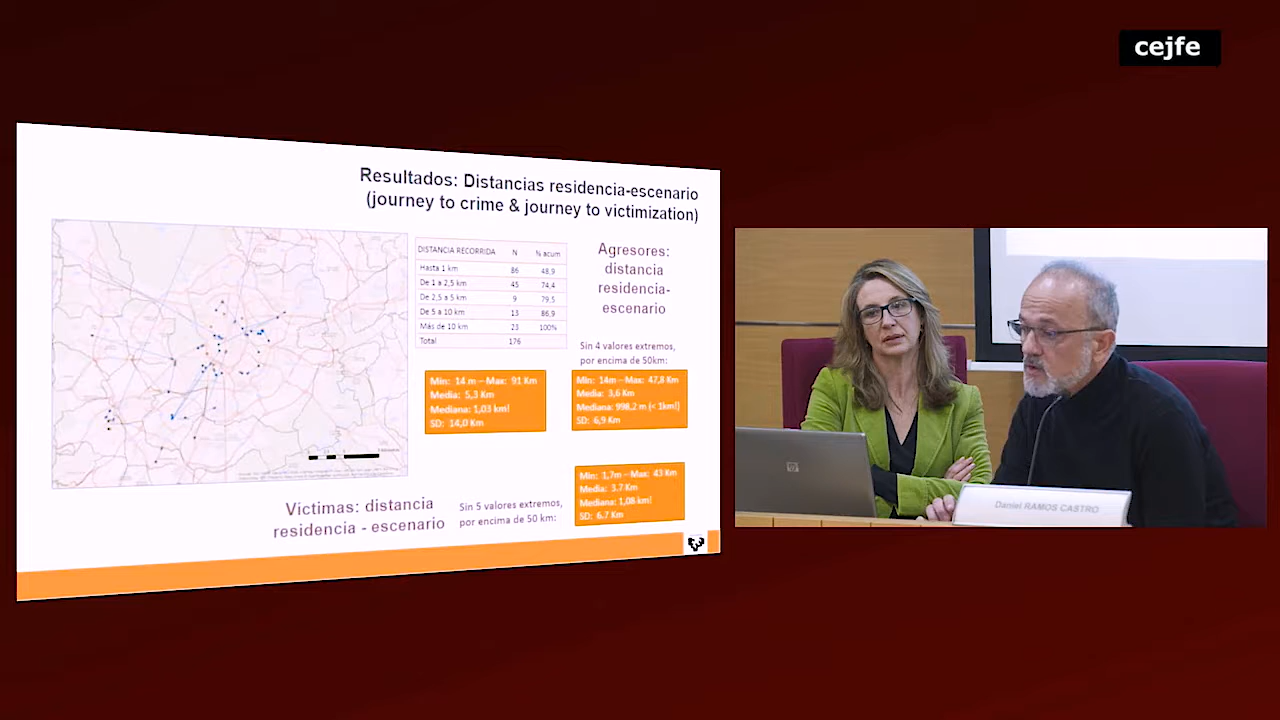 cejfe
Resultados: Distancias residencia-escenario
(journey to crime & journey to victimization)
DISTANCIA RECORRIDA N % acum
Hasta 1 km 86 48,9
De 1 a 2,5 km 45 74,4
De 2,5 a 5 km 9 79,5
De 5 a 10 km 13 86,9
Más de 10 km 23 100%
Total 176
Agresores:
distancia
residencia-
escenario
Sin 4 valores extremos,
por encima de 50km:
Min: 14 m – Max: 91 Km
Media: 5,3 Km
Mediana: 1,03 km!
SD: 14,0 Km
Min: 14m – Max: 47,8 Km
Media: 3,6 Km
Mediana: 998,2 m (< 1km!)
SD: 6,9 Km
Víctimas: distancia
residencia - escenario
Sin 5 valores extremos,
por encima de 50 km:
Min: 1,7m – Max: 43 Km
Media: 3.7 Km
Mediana: 1,08 km!
SD: 6.7 Km
Daniel RAMOS CASTRO
hp